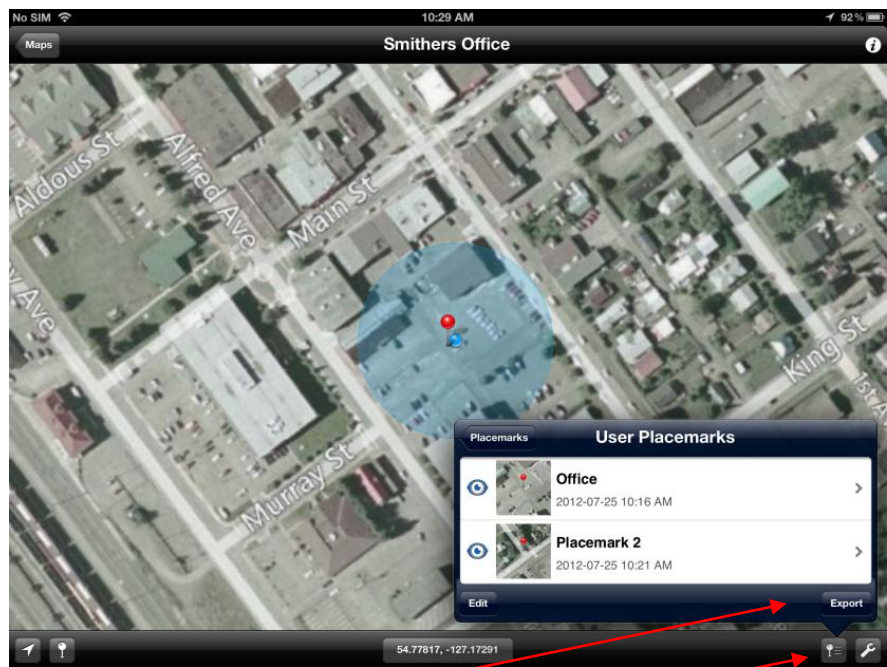 No SIM 10:29 AM 92%
Maps Smithers Office
Aldous St
Alfred Ave
Main St
Ave
King St
1st A
Murray St
Placemarks User Placemarks
Office
2012-07-25 10:16 AM
Placemark 2
2012-07-25 10:21 AM
Edit Export
54.77817, -127.17291